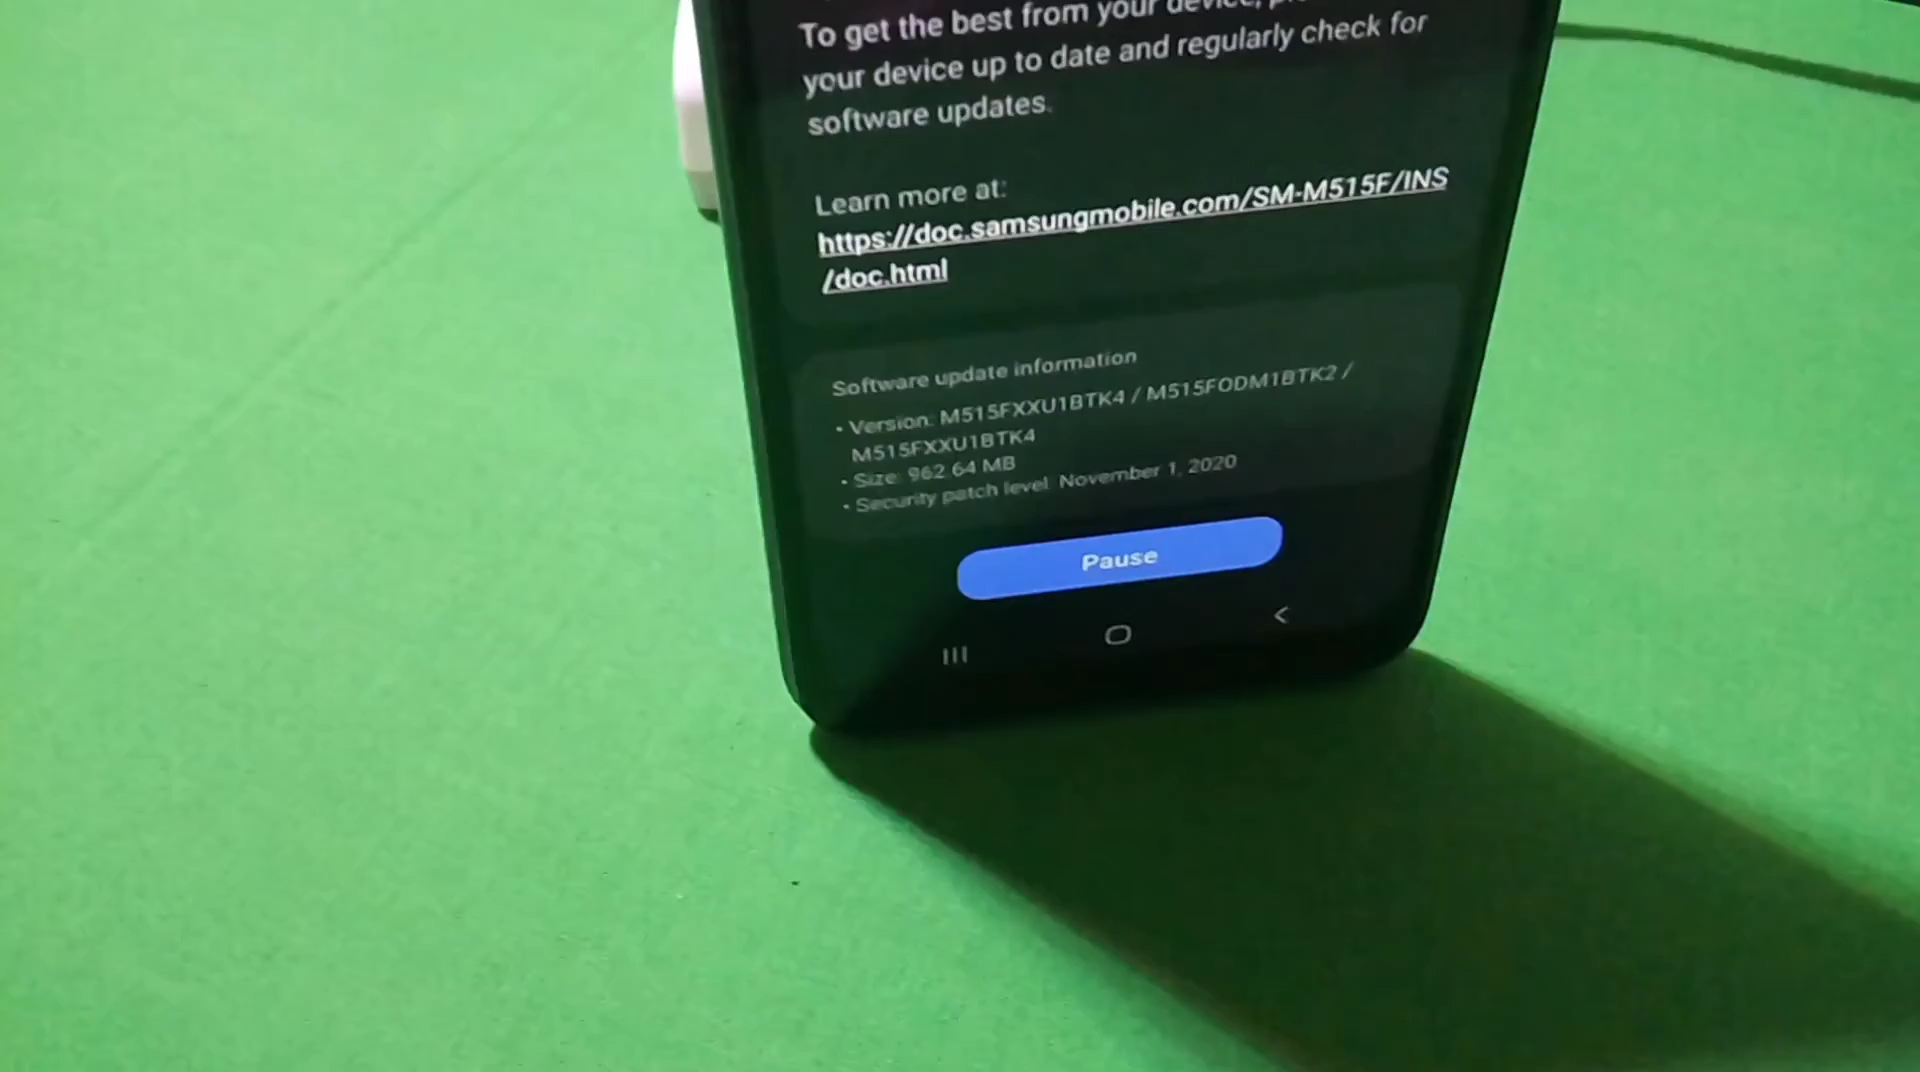 To get the best from your device,
your device up to date and regularly check for
software updates.
Learn more at:
https://doc.samsungmobile.com/SM-M515F/INS
/doc.html
Software update information
• Version: M515FXXU1BTK4 / M515FODM1BTK2 /
M515FXXU1BTK4
• Size: 962.64 MB
• Security patch level: November 1, 2020
Pause